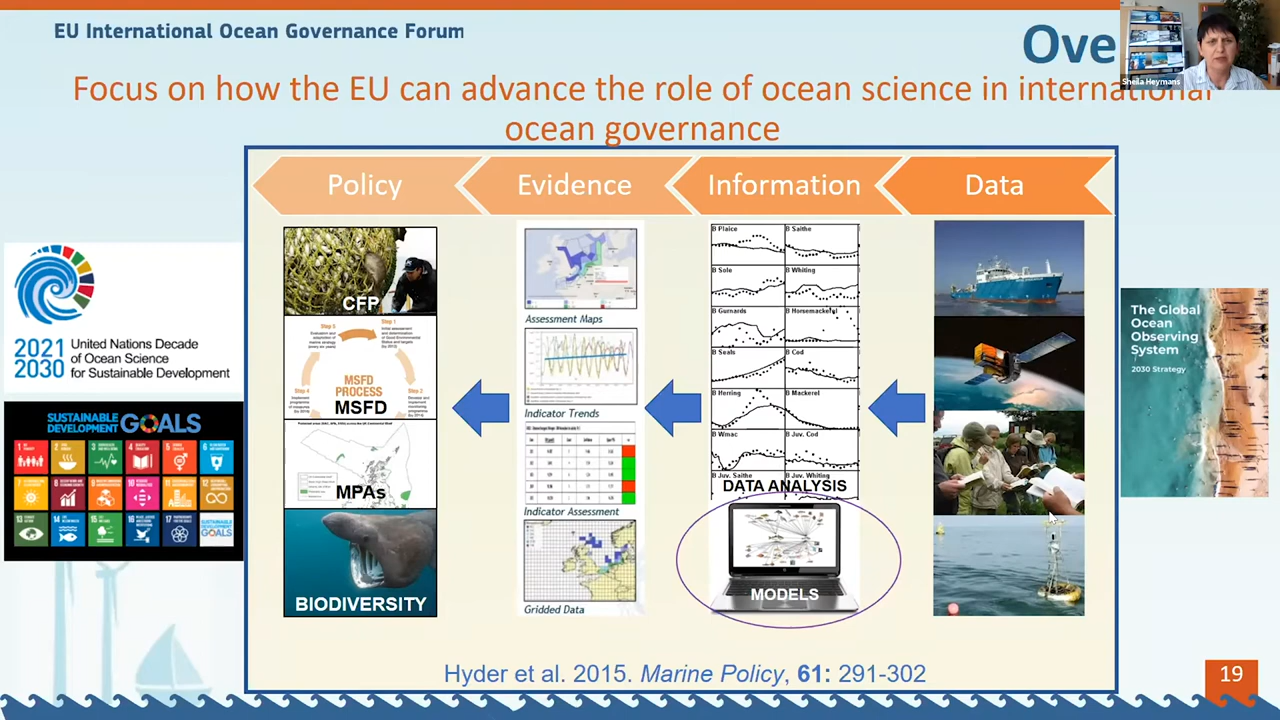 EU International Ocean Governance Forum
Ove
Sheila Heymans
Focus on how the EU can advance the role of ocean science in international
ocean governance
Policy
Evidence
Information
Data
CFP
MSFD
PROCESS
MSFD
MPAs
BIODIVERSITY
Assessment Maps
Indicator Trends
Indicator Assessment
Gridded Data
B Plaice
B Saithe
B Sole
B Whiting
B Gurnards
B Horsemackerel
B Seals
B Cod
B Herring
B Mackerel
B Wmac
B Juv. Cod
B Juv. Saithe
B Juv. Whiting
DATA ANALYSIS
MODELS
2021
2030
United Nations Decade
of Ocean Science
for Sustainable Development
SUSTAINABLE
DEVELOPMENT
GOALS
The Global
Ocean
Observing
System
2030 Strategy
Hyder et al. 2015. Marine Policy, 61: 291-302
19